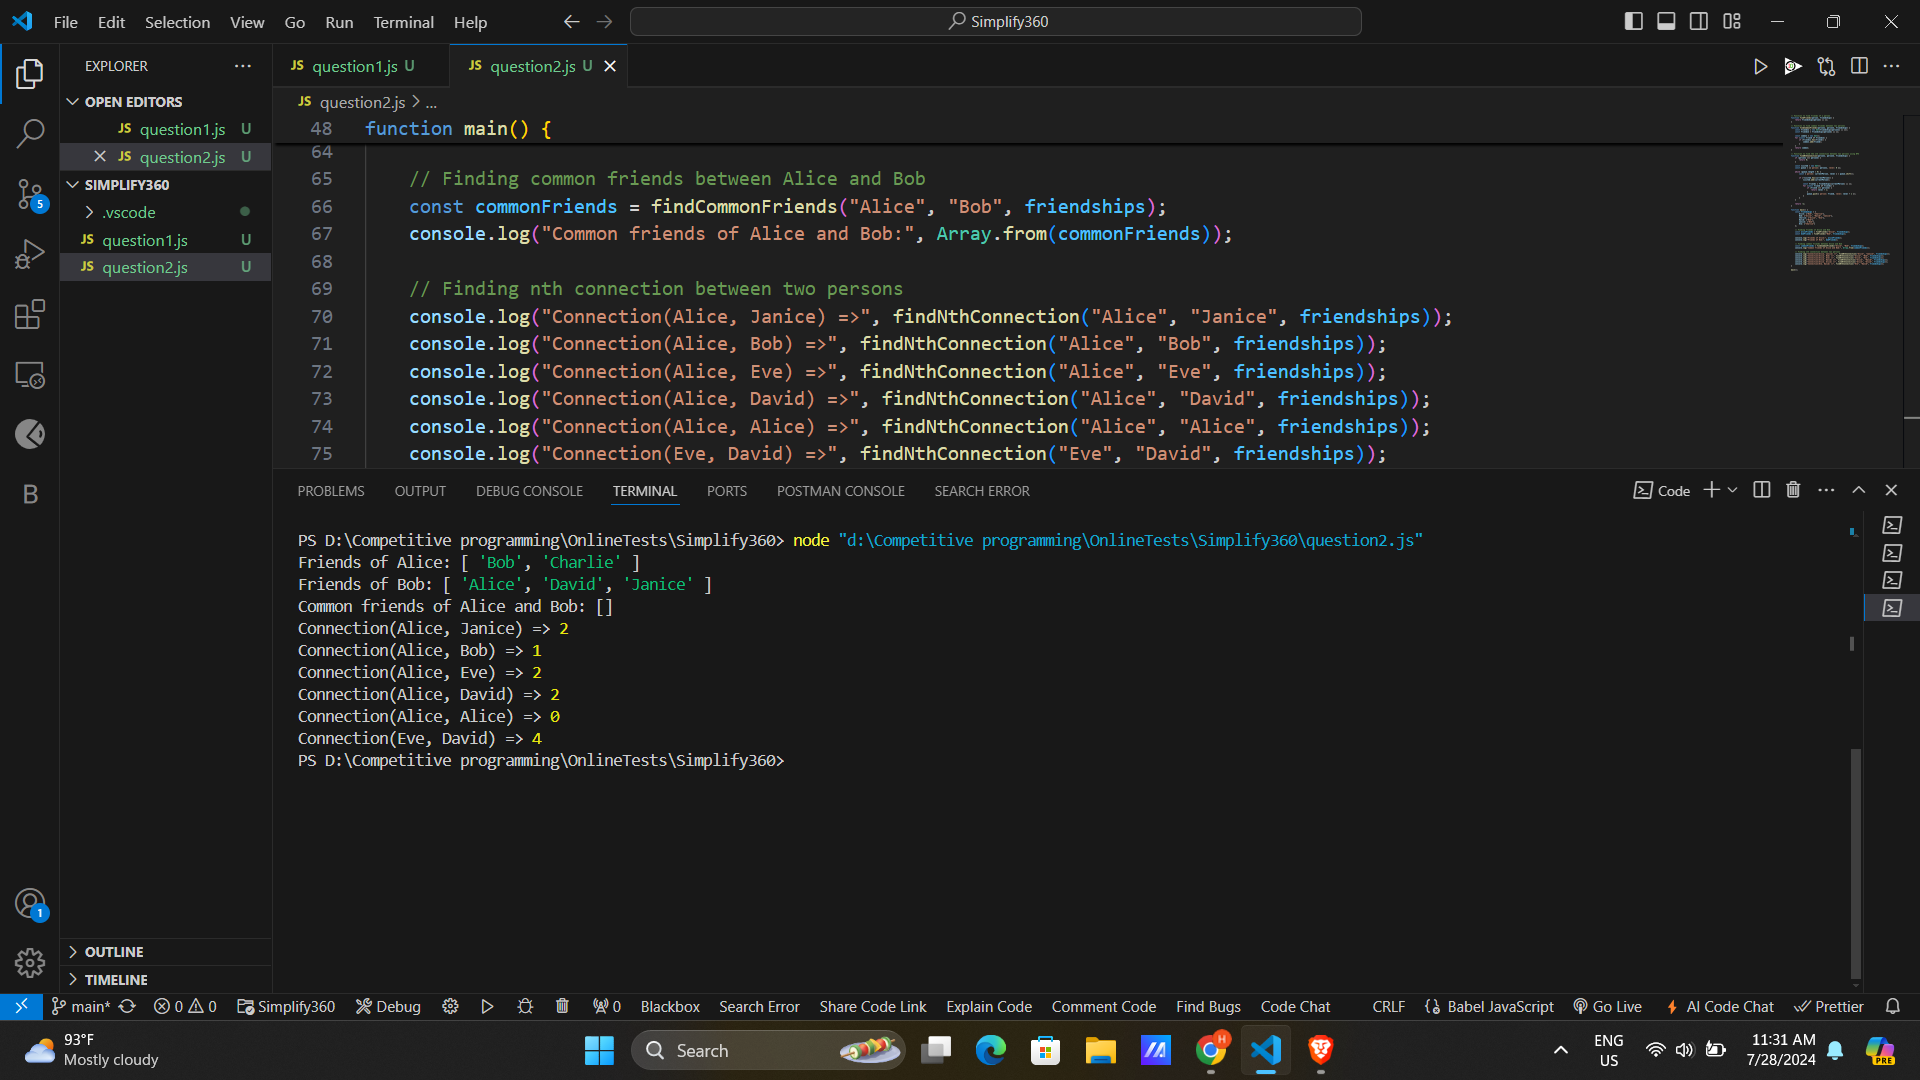 File Edit Selection View Go Run Terminal Help
Simplify360
EXPLORER
OPEN EDITORS
JS question1.js U
JS question2.js U
SIMPLIFY360
.vscode
JS question1.js U
JS question2.js U
JS question1.js U
JS question2.js U
JS question2.js > ...
48 function main() {
64
65 // Finding common friends between Alice and Bob
66 const commonFriends = findCommonFriends("Alice", "Bob", friendships);
67 console.log("Common friends of Alice and Bob:", Array.from(commonFriends));
68
69 // Finding nth connection between two persons
70 console.log("Connection(Alice, Janice) =>", findNthConnection("Alice", "Janice", friendships));
71 console.log("Connection(Alice, Bob) =>", findNthConnection("Alice", "Bob", friendships));
72 console.log("Connection(Alice, Eve) =>", findNthConnection("Alice", "Eve", friendships));
73 console.log("Connection(Alice, David) =>", findNthConnection("Alice", "David", friendships));
74 console.log("Connection(Alice, Alice) =>", findNthConnection("Alice", "Alice", friendships));
75 console.log("Connection(Eve, David) =>", findNthConnection("Eve", "David", friendships));
PROBLEMS OUTPUT DEBUG CONSOLE TERMINAL PORTS POSTMAN CONSOLE SEARCH ERROR
Code
PS D:\Competitive programming\OnlineTests\Simplify360> node "d:\Competitive programming\OnlineTests\Simplify360\question2.js"
Friends of Alice: [ 'Bob', 'Charlie' ]
Friends of Bob: [ 'Alice', 'David', 'Janice' ]
Common friends of Alice and Bob: []
Connection(Alice, Janice) => 2
Connection(Alice, Bob) => 1
Connection(Alice, Eve) => 2
Connection(Alice, David) => 2
Connection(Alice, Alice) => 0
Connection(Eve, David) => 4
PS D:\Competitive programming\OnlineTests\Simplify360>
5
B
1
OUTLINE
TIMELINE
main* 0 0 Simplify360 Debug 0 Blackbox Search Error Share Code Link Explain Code Comment Code Find Bugs Code Chat CRLF Babel JavaScript Go Live AI Code Chat Prettier
93°F
Mostly cloudy
Search
H
ENG
US
11:31 AM
7/28/2024
PRE